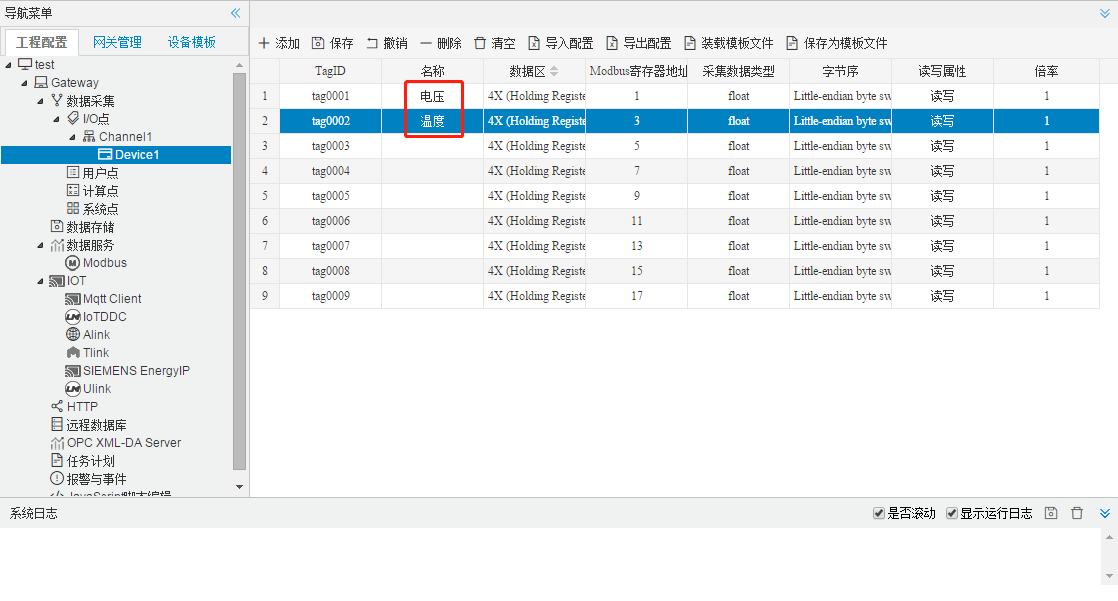 导航菜单
工程配置 网关管理 设备模板
test
Gateway
数据采集
I/O点
Channel1
Device1
用户点
计算点
系统点
数据存储
数据服务
Modbus
IOT
Mqtt Client
IoTDDC
Alink
Tlink
SIEMENS EnergyIP
Ulink
HTTP
远程数据库
OPC XML-DA Server
任务计划
报警与事件
JavaScript脚本编辑
添加 保存 撤销 删除 清空 导入配置 导出配置 装载模板文件 保存为模板文件
TagID 名称 数据区 Modbus寄存器地址 采集数据类型 字节序 读写属性 倍率
1 tag0001 电压 4X (Holding Registe 1 float Little-endian byte sw 读写 1
2 tag0002 温度 4X (Holding Registe 3 float Little-endian byte sw 读写 1
3 tag0003 4X (Holding Registe 5 float Little-endian byte sw 读写 1
4 tag0004 4X (Holding Registe 7 float Little-endian byte sw 读写 1
5 tag0005 4X (Holding Registe 9 float Little-endian byte sw 读写 1
6 tag0006 4X (Holding Registe 11 float Little-endian byte sw 读写 1
7 tag0007 4X (Holding Registe 13 float Little-endian byte sw 读写 1
8 tag0008 4X (Holding Registe 15 float Little-endian byte sw 读写 1
9 tag0009 4X (Holding Registe 17 float Little-endian byte sw 读写 1
系统日志 是否滚动 显示运行日志